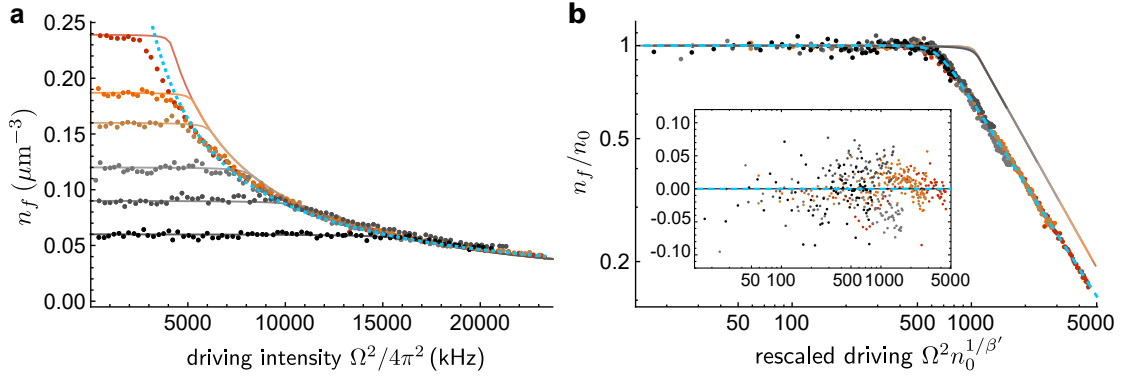 a
0.25
0.20
0.15
0.10
0.05
0.00
n_f (μm⁻³)
5000 10000 15000 20000
driving intensity Ω²/4π² (kHz)
b
1
0.5
0.2
n_f/n_0
0.10
0.05
0.00
-0.05
-0.10
50 100 500 1000 5000
50 100 500 1000 5000
rescaled driving Ω²n_0^{1/β′}